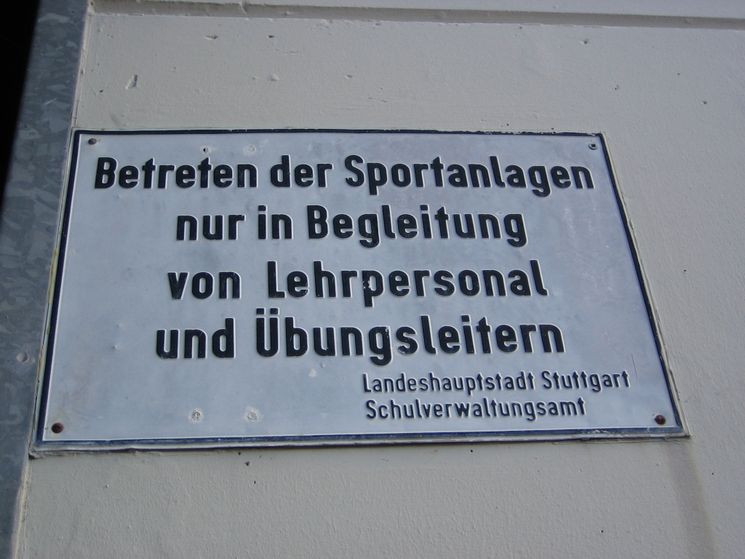 Betreten der Sportanlagen
nur in Begleitung
von Lehrpersonal
und Übungsleitern
Landeshauptstadt Stuttgart
Schulverwaltungsamt